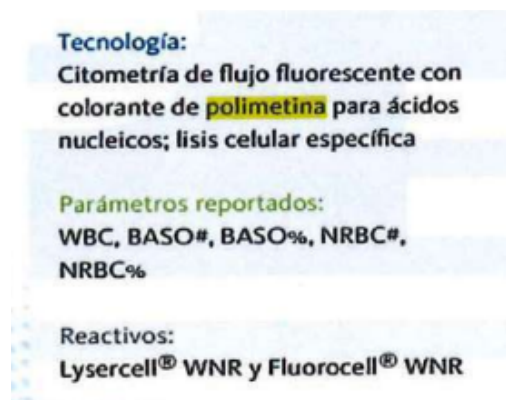 Tecnología:
Citometría de flujo fluorescente con
colorante de polimetina para ácidos
nucleicos; lisis celular específica
Parámetros reportados:
WBC, BASO#, BASO%, NRBC#,
NRBC%
Reactivos:
Lysercell® WNR y Fluorocell® WNR